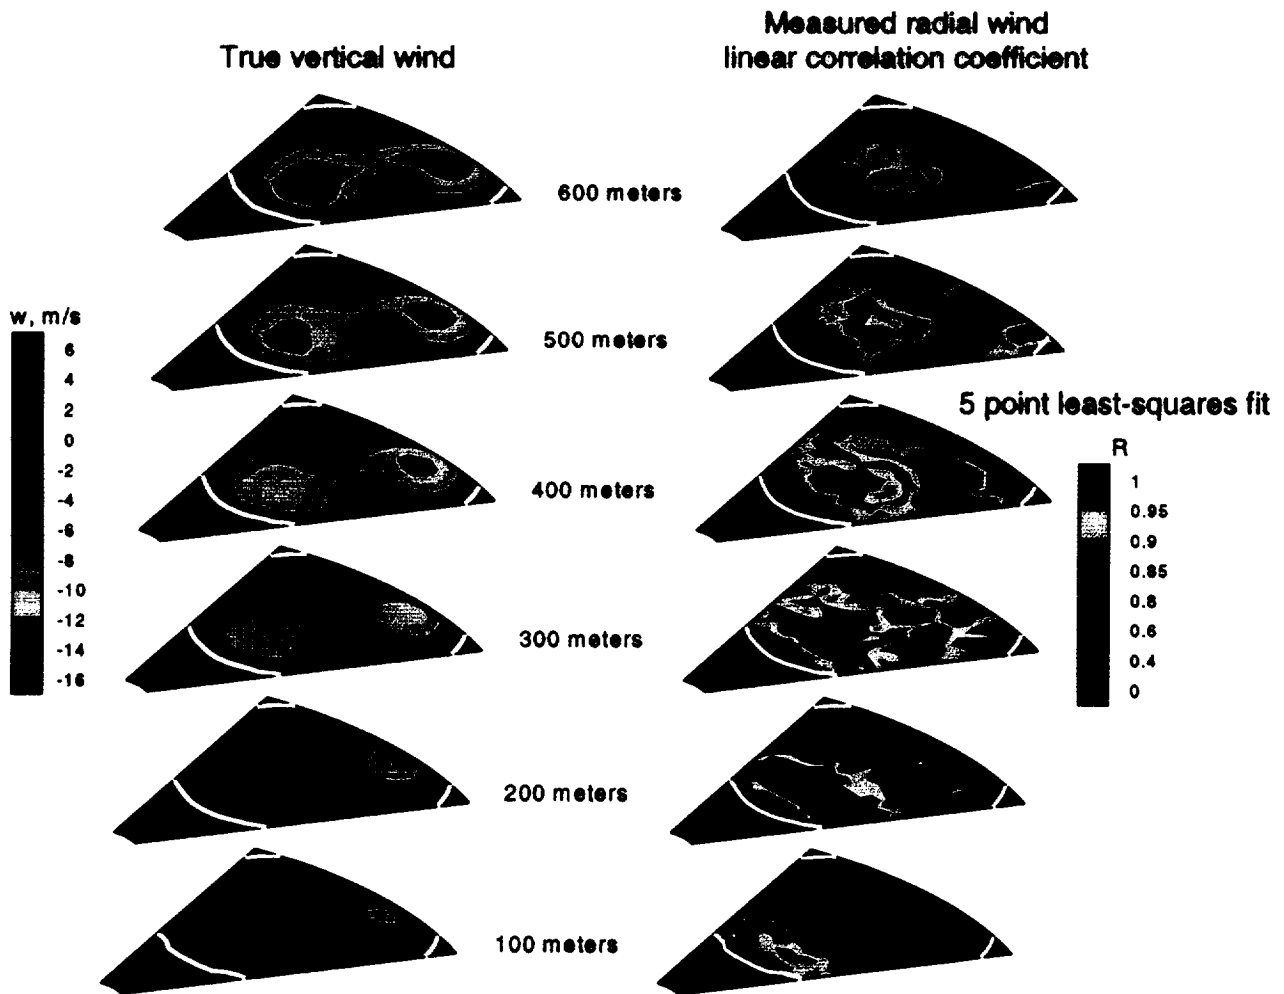 True vertical wind
Measured radial wind
linear correlation coefficient
600 meters
500 meters
400 meters
300 meters
200 meters
100 meters
w, m/s
6
4
2
0
-2
-4
-6
-8
-10
-12
-14
-16
5 point least-squares fit
R
1
0.95
0.9
0.85
0.8
0.6
0.4
0